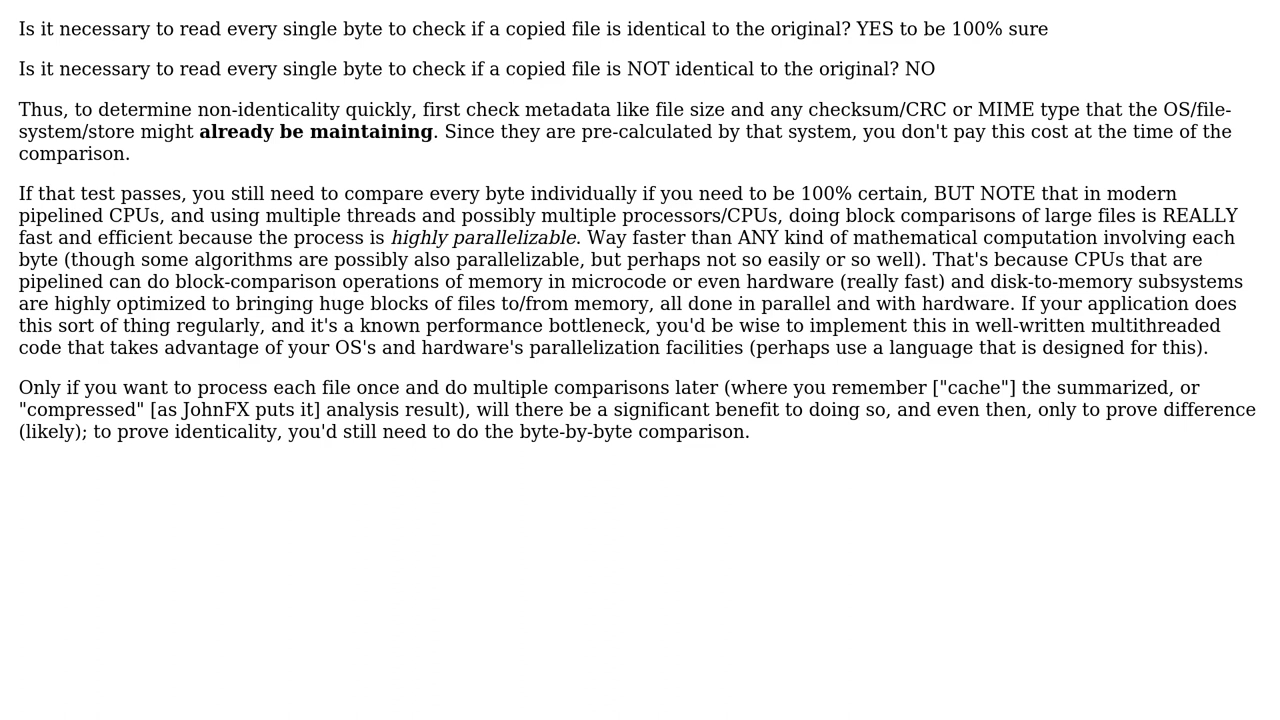 Is it necessary to read every single byte to check if a copied file is identical to the original? YES to be 100% sure
Is it necessary to read every single byte to check if a copied file is NOT identical to the original? NO
Thus, to determine non-identicality quickly, first check metadata like file size and any checksum/CRC or MIME type that the OS/file-
system/store might already be maintaining. Since they are pre-calculated by that system, you don't pay this cost at the time of the
comparison.
If that test passes, you still need to compare every byte individually if you need to be 100% certain, BUT NOTE that in modern
pipelined CPUs, and using multiple threads and possibly multiple processors/CPUs, doing block comparisons of large files is REALLY
fast and efficient because the process is highly parallelizable. Way faster than ANY kind of mathematical computation involving each
byte (though some algorithms are possibly also parallelizable, but perhaps not so easily or so well). That's because CPUs that are
pipelined can do block-comparison operations of memory in microcode or even hardware (really fast) and disk-to-memory subsystems
are highly optimized to bringing huge blocks of files to/from memory, all done in parallel and with hardware. If your application does
this sort of thing regularly, and it's a known performance bottleneck, you'd be wise to implement this in well-written multithreaded
code that takes advantage of your OS's and hardware's parallelization facilities (perhaps use a language that is designed for this).
Only if you want to process each file once and do multiple comparisons later (where you remember ["cache"] the summarized, or
"compressed" [as JohnFX puts it] analysis result), will there be a significant benefit to doing so, and even then, only to prove difference
(likely); to prove identicality, you'd still need to do the byte-by-byte comparison.